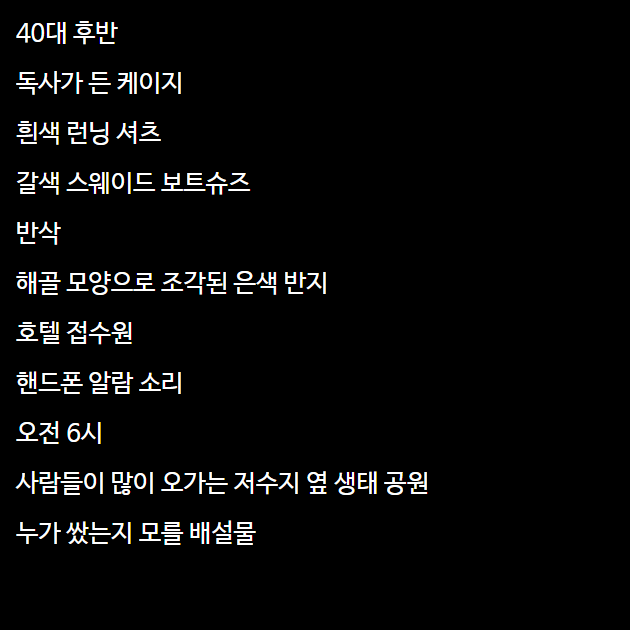 40대 후반
독사가 든 케이지
흰색 런닝 셔츠
갈색 스웨이드 보트슈즈
반삭
해골 모양으로 조각된 은색 반지
호텔 접수원
핸드폰 알람 소리
오전 6시
사람들이 많이 오가는 저수지 옆 생태 공원
누가 쌌는지 모를 배설물